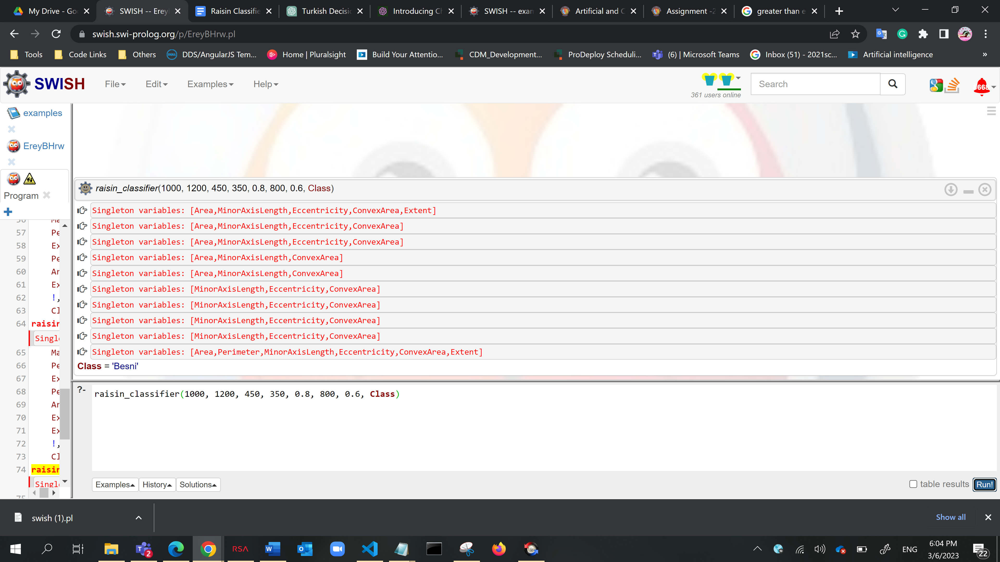 My Drive - Goo
SWISH -- EreyI
Raisin Classifie
Turkish Decisic
Introducing Ch
SWISH -- exam
Artificial and C
Assignment -2
greater than e
swish.swi-prolog.org/p/EreyBHrw.pl
Tools
Code Links
Others
DDS/AngularJS Tem...
Home | Pluralsight
Build Your Attentio...
CDM_Development...
ProDeploy Scheduli...
(6) | Microsoft Teams
Inbox (51) - 2021sc...
Artificial intelligence
»
SWISH
File
Edit
Examples
Help
361 users online
Search
668
examples
EreyBHrw
Program
raisin_classifier(1000, 1200, 450, 350, 0.8, 800, 0.6, Class)
Singleton variables: [Area,MinorAxisLength,Eccentricity,ConvexArea,Extent]
Singleton variables: [Area,MinorAxisLength,Eccentricity,ConvexArea]
Singleton variables: [Area,MinorAxisLength,Eccentricity,ConvexArea]
Singleton variables: [Area,MinorAxisLength,ConvexArea]
Singleton variables: [Area,MinorAxisLength,ConvexArea]
Singleton variables: [MinorAxisLength,Eccentricity,ConvexArea]
Singleton variables: [MinorAxisLength,Eccentricity,ConvexArea]
Singleton variables: [MinorAxisLength,Eccentricity,ConvexArea]
Singleton variables: [MinorAxisLength,Eccentricity,ConvexArea]
Singleton variables: [Area,Perimeter,MinorAxisLength,Eccentricity,ConvexArea,Extent]
Class = 'Besni'
57 Pe
58 Ex
59 Pe
60 Ar
61 Ex
62 !,
63 Cl
64 raisin
Singl
65 Ma
66 Pe
67 Ex
68 Pe
69 Ar
70 Ex
71 Ex
72 !,
73 Cl
74 raisin
Singl
?- raisin_classifier(1000, 1200, 450, 350, 0.8, 800, 0.6, Class)
Examples
History
Solutions
table results
Run!
swish (1).pl
Show all
RSA
2
ENG
6:04 PM
3/6/2023
22